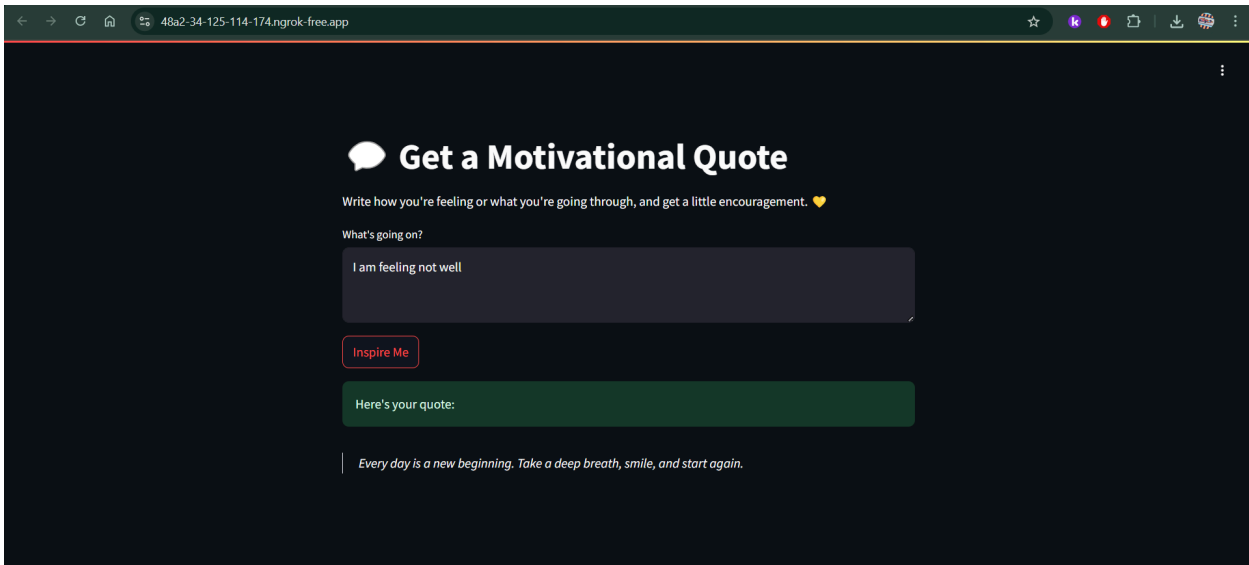 48a2-34-125-114-174.ngrok-free.app
💬 Get a Motivational Quote
Write how you're feeling or what you're going through, and get a little encouragement. 💛
What's going on?
I am feeling not well
Inspire Me
Here's your quote:
Every day is a new beginning. Take a deep breath, smile, and start again.